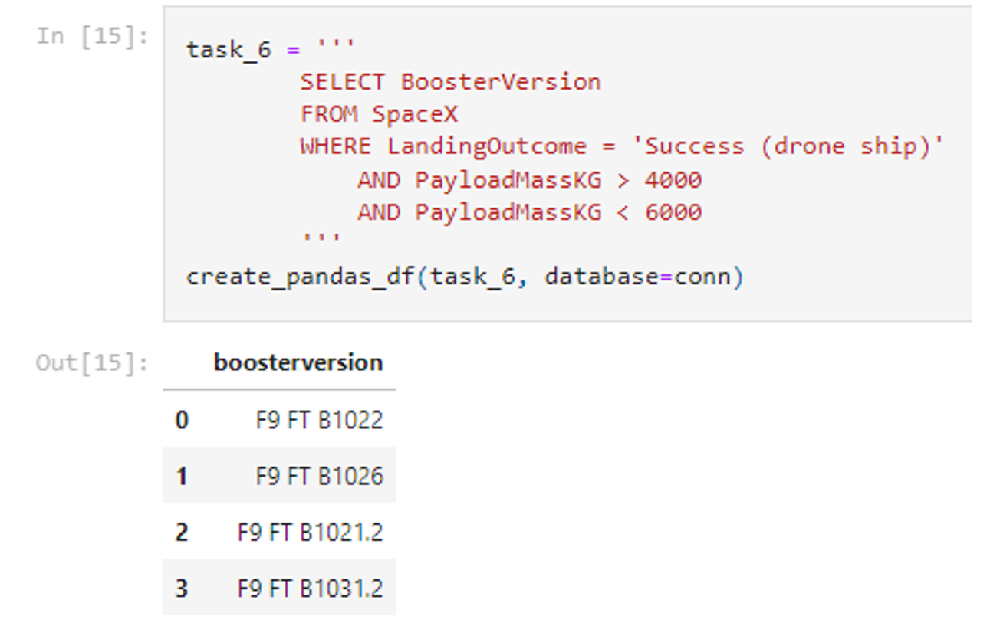 In [15]:
task_6 = '''
SELECT BoosterVersion
FROM SpaceX
WHERE LandingOutcome = 'Success (drone ship)'
AND PayloadMassKG > 4000
AND PayloadMassKG < 6000
'''
create_pandas_df(task_6, database=conn)
Out[15]:
boosterversion
0 F9 FT B1022
1 F9 FT B1026
2 F9 FT B1021.2
3 F9 FT B1031.2